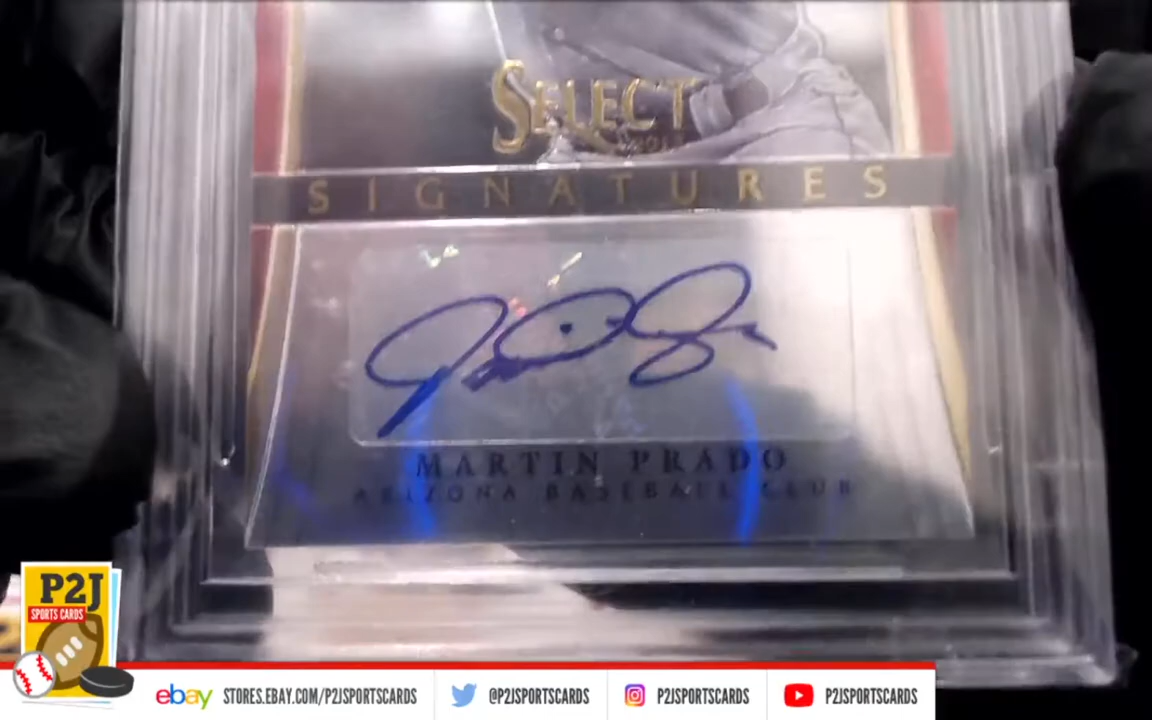 SELECT
SIGNATURES
MARTIN PRADO
ARIZONA BASEBALL CLUB
P2J
SPORTS CARDS
ebay STORES.EBAY.COM/P2JSPORTSCARDS
@P2JSPORTSCARDS
P2JSPORTSCARDS
P2JSPORTSCARDS